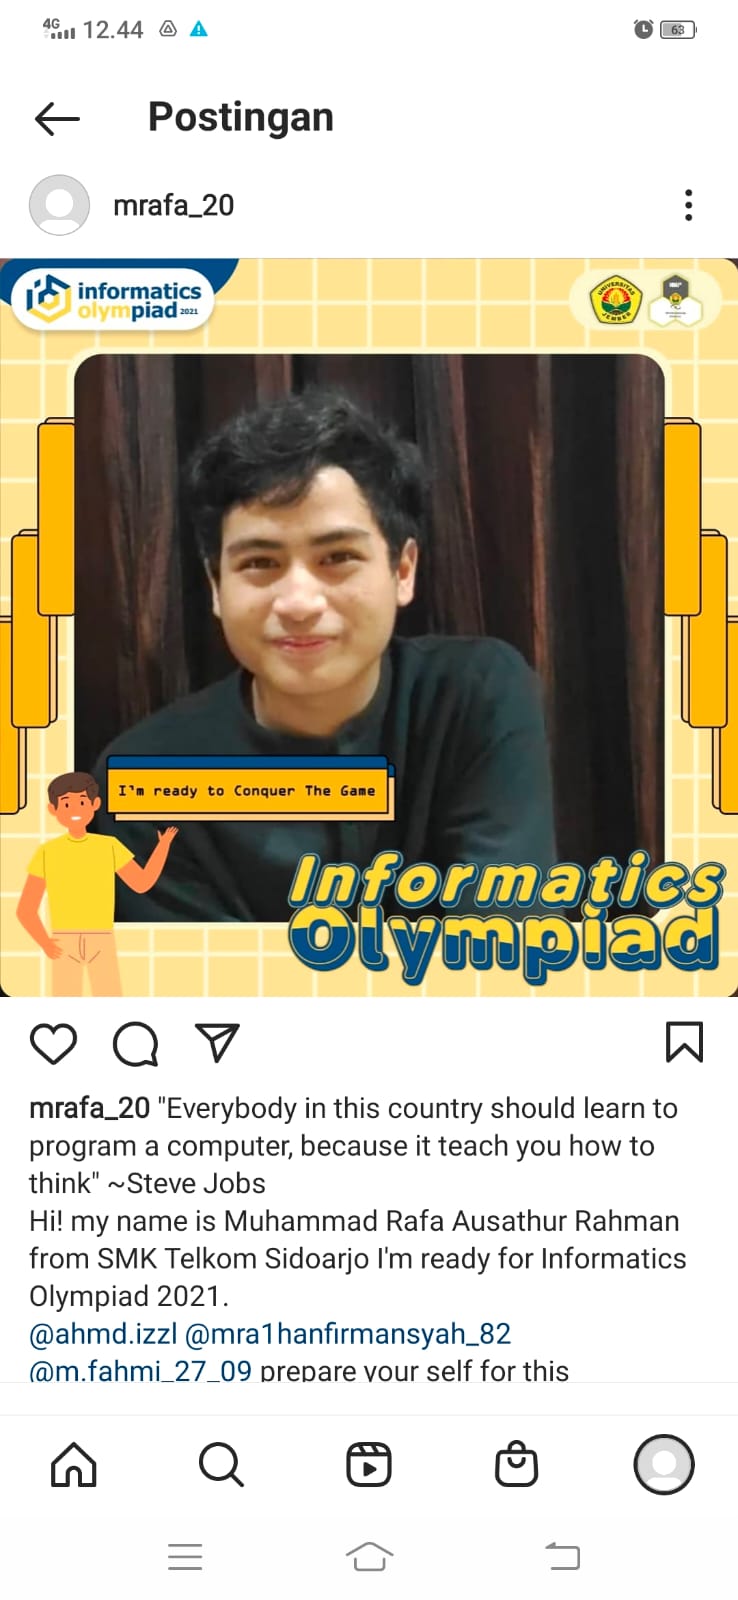 4G 12.44 63
Postingan
mrafa_20
informatics
olympiad 2021
UNIVERSITAS
JEMBER
I'm ready to Conquer The Game
Informatics
Olympiad
mrafa_20 "Everybody in this country should learn to
program a computer, because it teach you how to
think" ~Steve Jobs
Hi! my name is Muhammad Rafa Ausathur Rahman
from SMK Telkom Sidoarjo I'm ready for Informatics
Olympiad 2021.
@ahmd.izzl @mra1hanfirmansyah_82
@m.fahmi_27_09 prepare your self for this